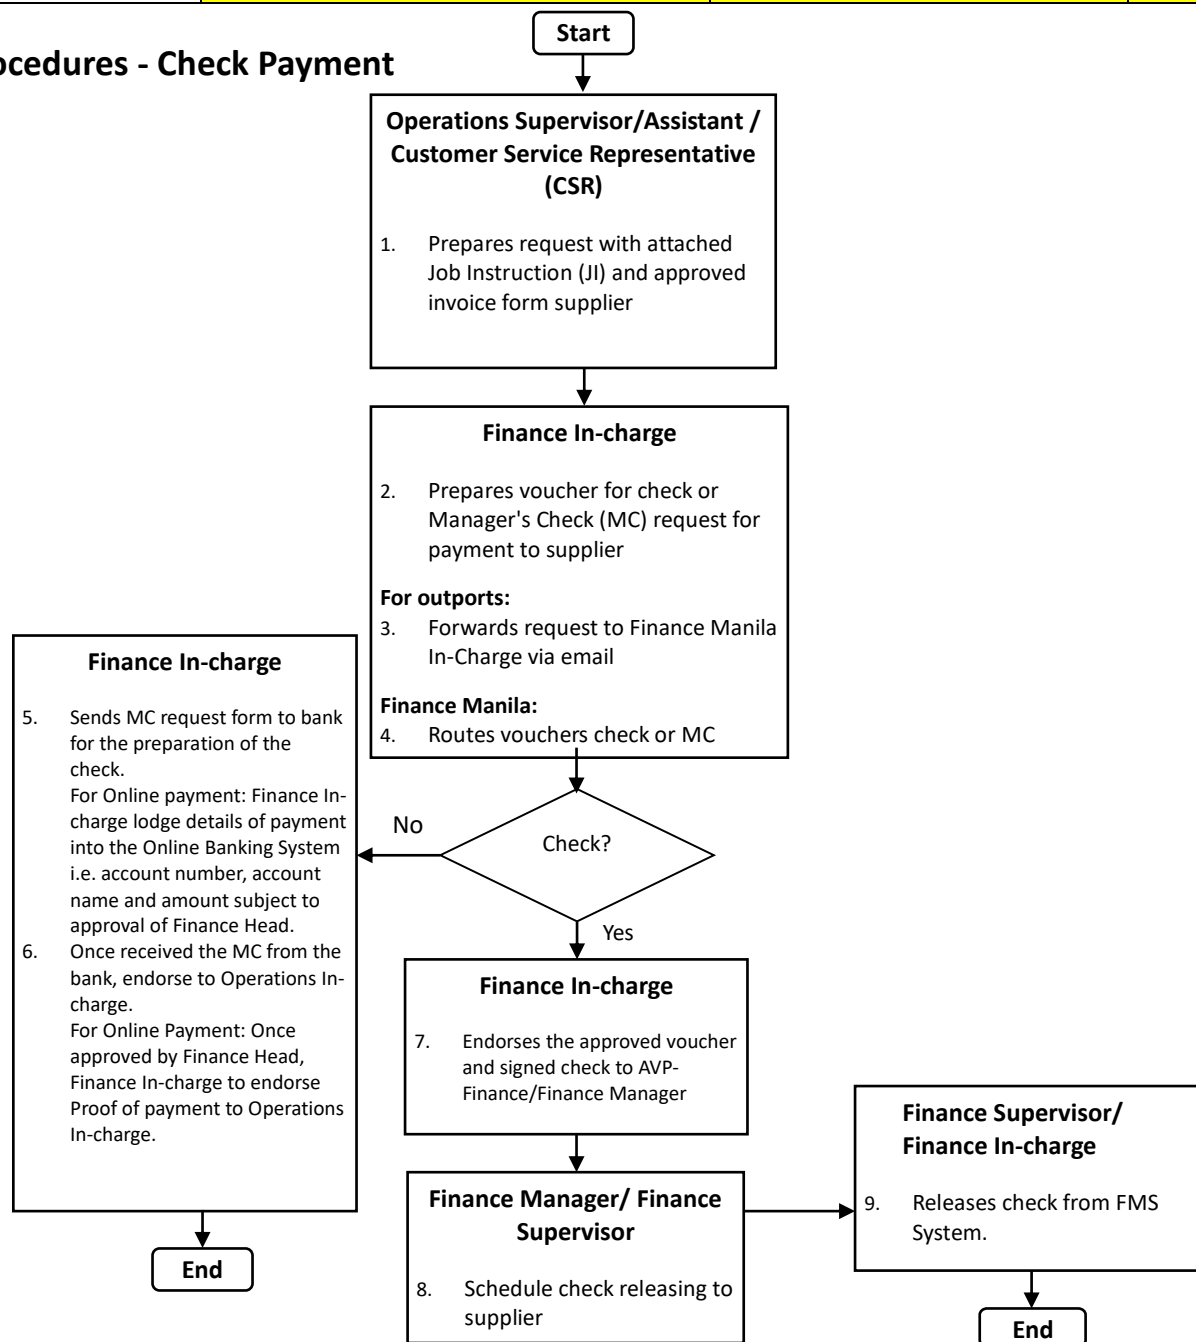 Start
ocedures - Check Payment
Operations Supervisor/Assistant /
Customer Service Representative
(CSR)
1. Prepares request with attached
Job Instruction (JI) and approved
invoice form supplier
Finance In-charge
2. Prepares voucher for check or
Manager's Check (MC) request for
payment to supplier
For outports:
3. Forwards request to Finance Manila
In-Charge via email
Finance Manila:
4. Routes vouchers check or MC
Check?
No
Yes
Finance In-charge
5. Sends MC request form to bank
for the preparation of the
check.
For Online payment: Finance In-
charge lodge details of payment
into the Online Banking System
i.e. account number, account
name and amount subject to
approval of Finance Head.
6. Once received the MC from the
bank, endorse to Operations In-
charge.
For Online Payment: Once
approved by Finance Head,
Finance In-charge to endorse
Proof of payment to Operations
In-charge.
End
Finance In-charge
7. Endorses the approved voucher
and signed check to AVP-
Finance/Finance Manager
Finance Manager/ Finance
Supervisor
8. Schedule check releasing to
supplier
Finance Supervisor/
Finance In-charge
9. Releases check from FMS
System.
End